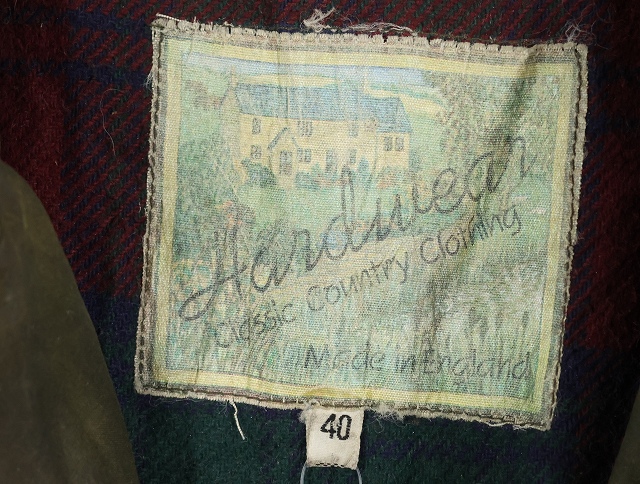 Hardwear
Classic Country Clothing
Made in England
40